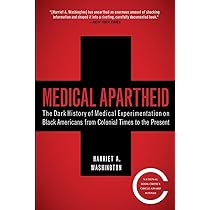 "[Harriet A. Washington] has unearthed an enormous amount of shocking
information and shaped it into a riveting, carefully documented book."
—NEW YORK TIMES
MEDICAL APARTHEID
The Dark History of Medical Experimentation on
Black Americans from Colonial Times to the Present
HARRIET A.
WASHINGTON
NATIONAL
BOOK CRITICS
CIRCLE AWARD
WINNER